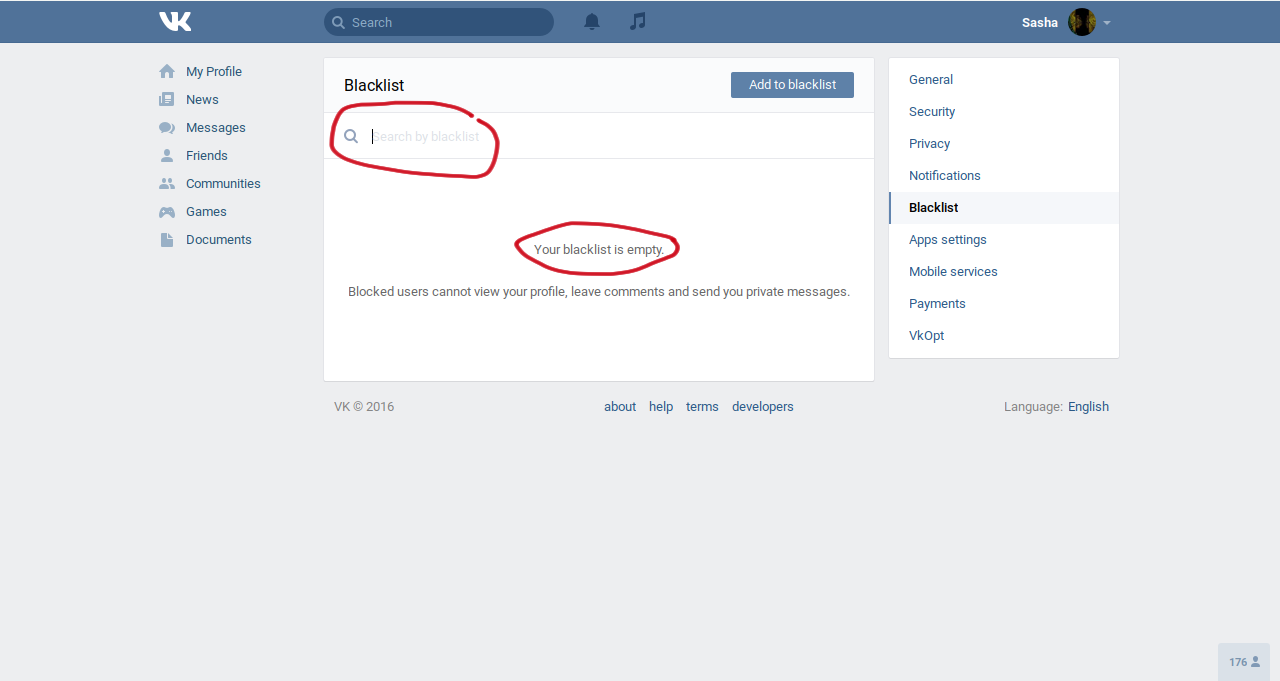 VK
Search
Sasha
My Profile
News
Messages
Friends
Communities
Games
Documents
Blacklist
Add to blacklist
Search by blacklist
Your blacklist is empty.
Blocked users cannot view your profile, leave comments and send you private messages.
General
Security
Privacy
Notifications
Blacklist
Apps settings
Mobile services
Payments
VkOpt
VK © 2016 about help terms developers Language: English
176